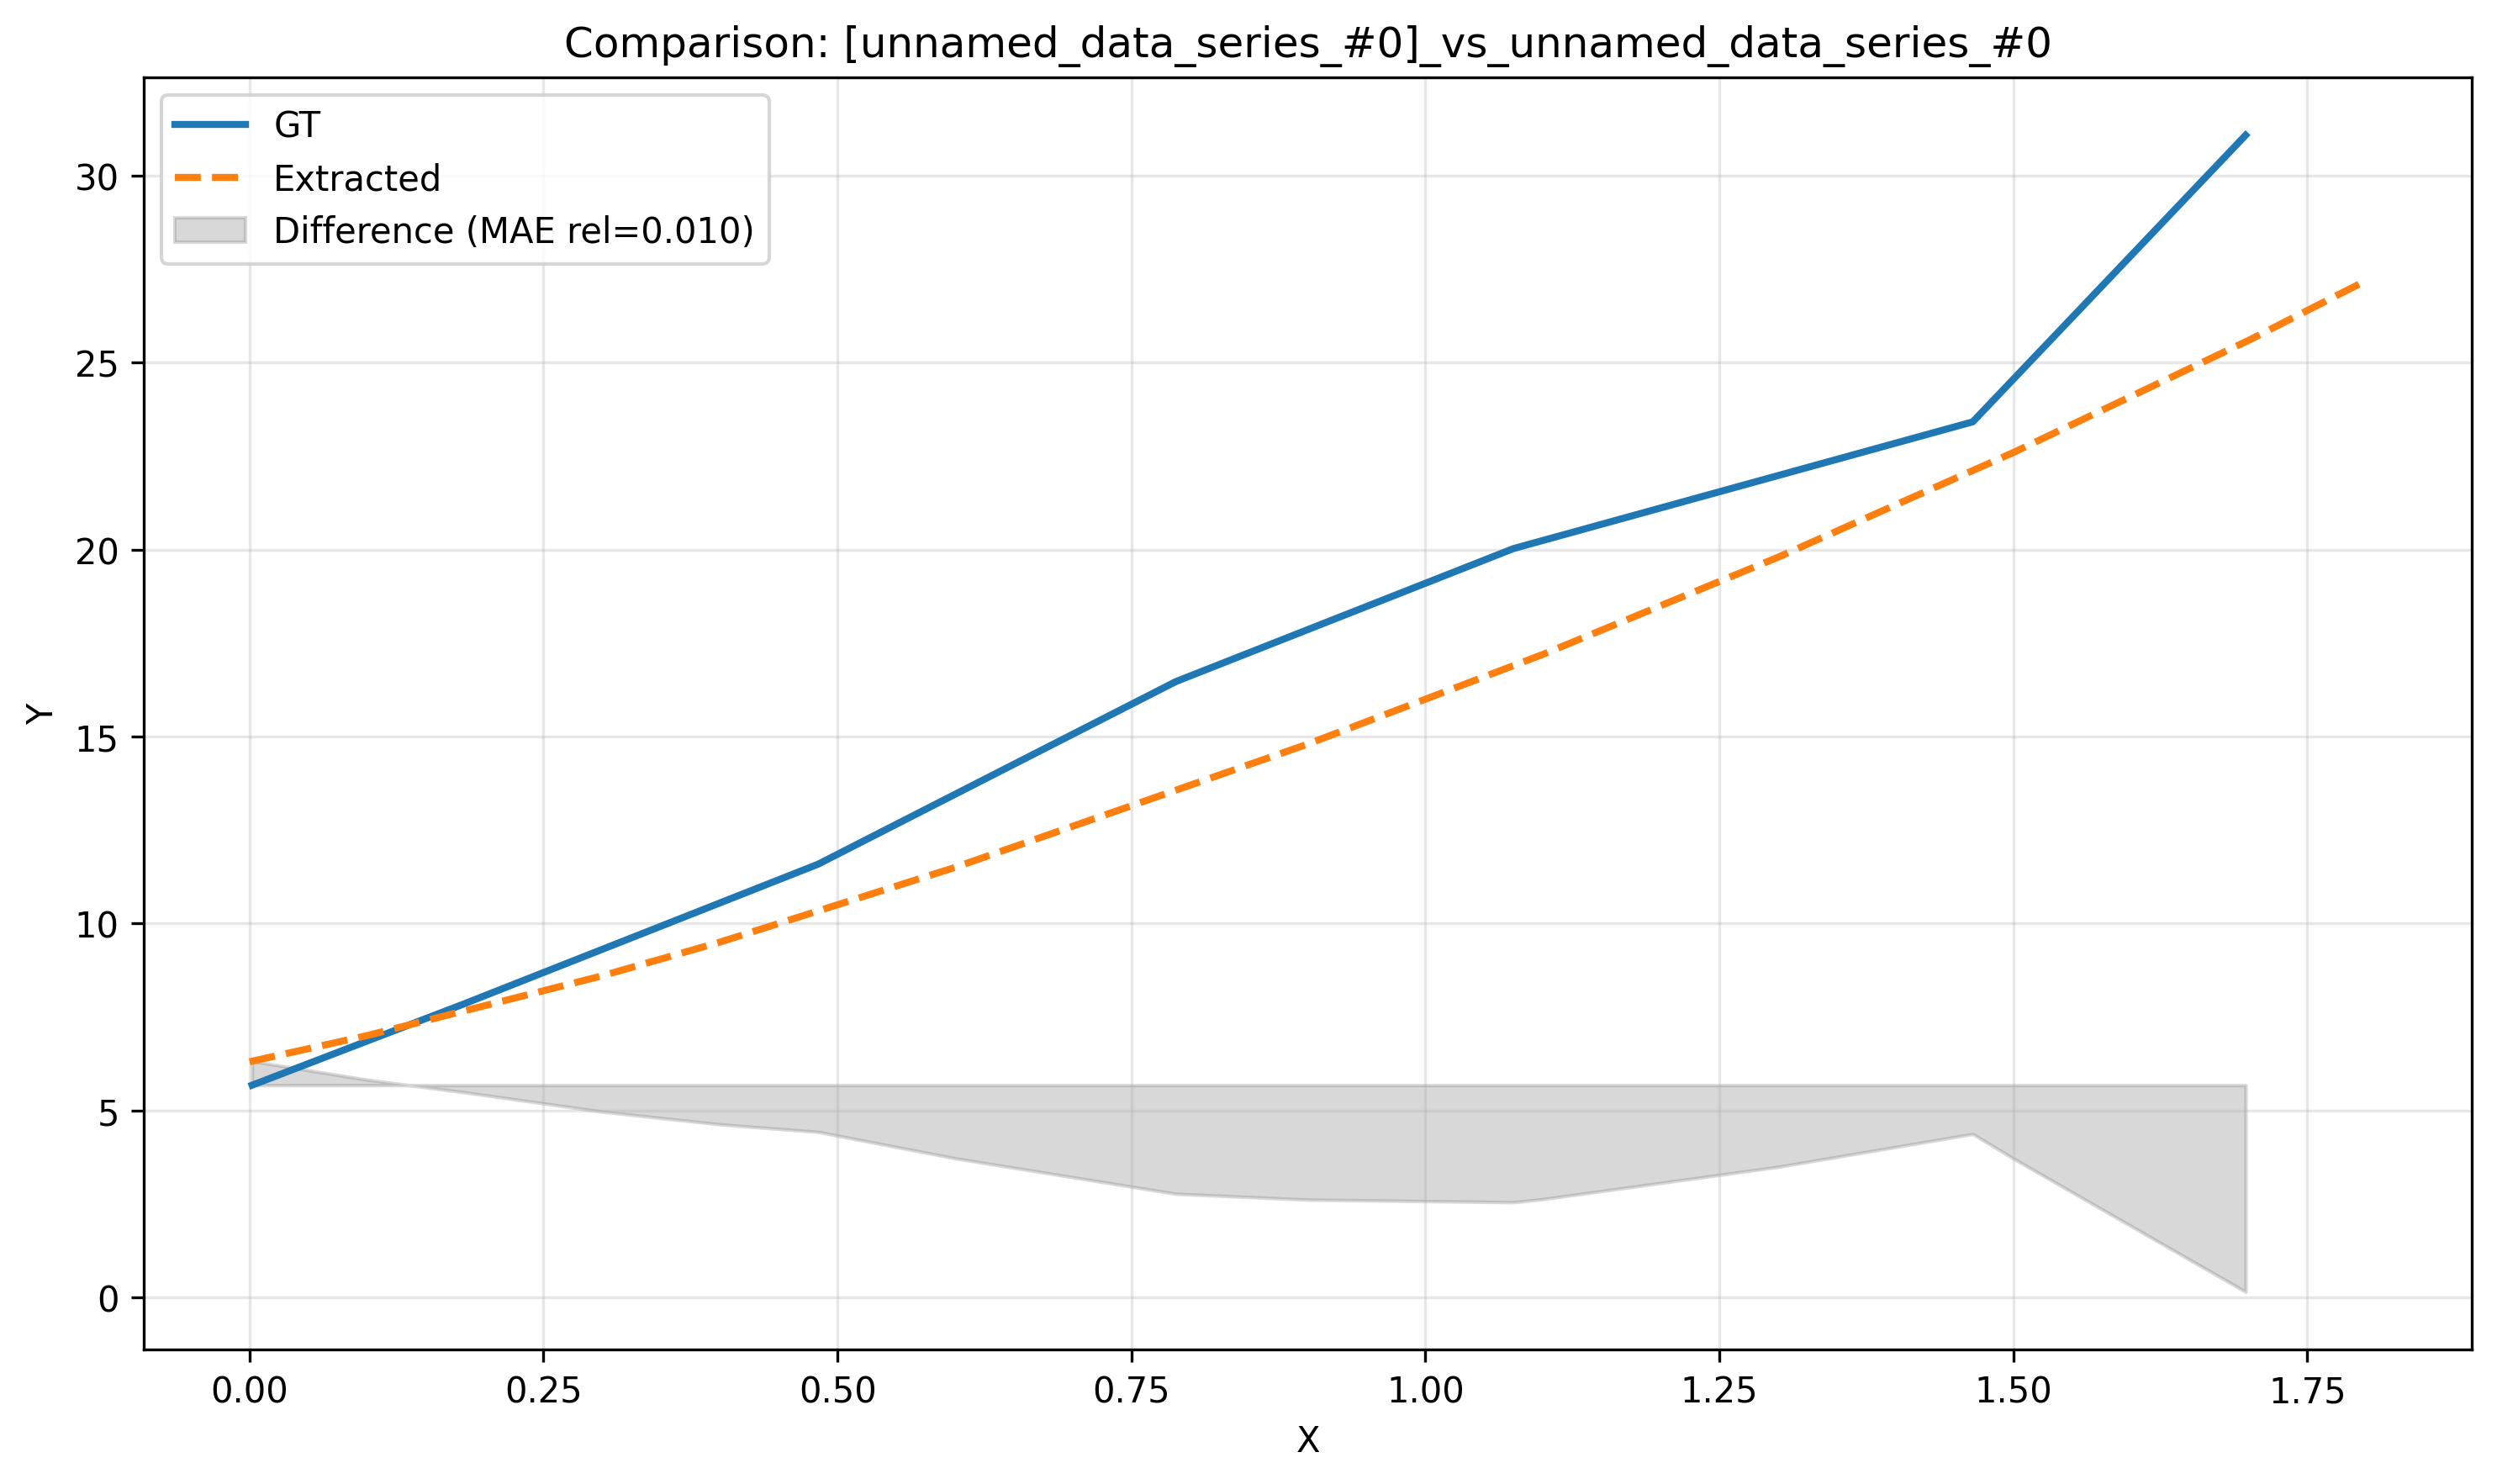 Comparison: [unnamed_data_series_#0]_vs_unnamed_data_series_#0
GT
Extracted
Difference (MAE rel=0.010)
30
25
20
15
10
5
0
Y
0.00 0.25 0.50 0.75 1.00 1.25 1.50 1.75
X